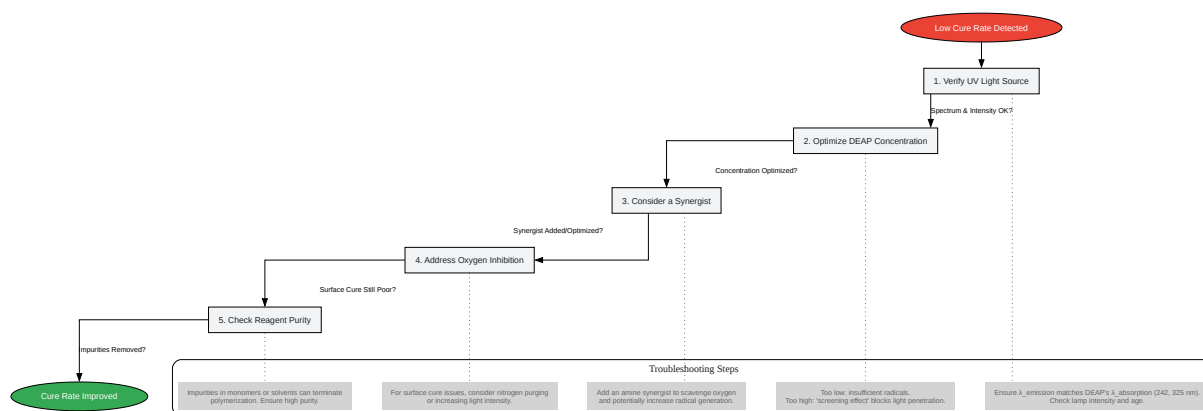 Low Cure Rate Detected
1. Verify UV Light Source
Spectrum & Intensity OK?
2. Optimize DEAP Concentration
Concentration Optimized?
3. Consider a Synergist
Synergist Added/Optimized?
4. Address Oxygen Inhibition
Surface Cure Still Poor?
5. Check Reagent Purity
mpurities Removed?
Cure Rate Improved
Troubleshooting Steps
Impurities in monomers or solvents can terminate
polymerization. Ensure high purity.
For surface cure issues, consider nitrogen purging
or increasing light intensity.
Add an amine synergist to scavenge oxygen
and potentially increase radical generation.
Too low: insufficient radicals.
Too high: 'screening effect' blocks light penetration.
Ensure λ_emission matches DEAP's λ_absorption (242, 325 nm).
Check lamp intensity and age.